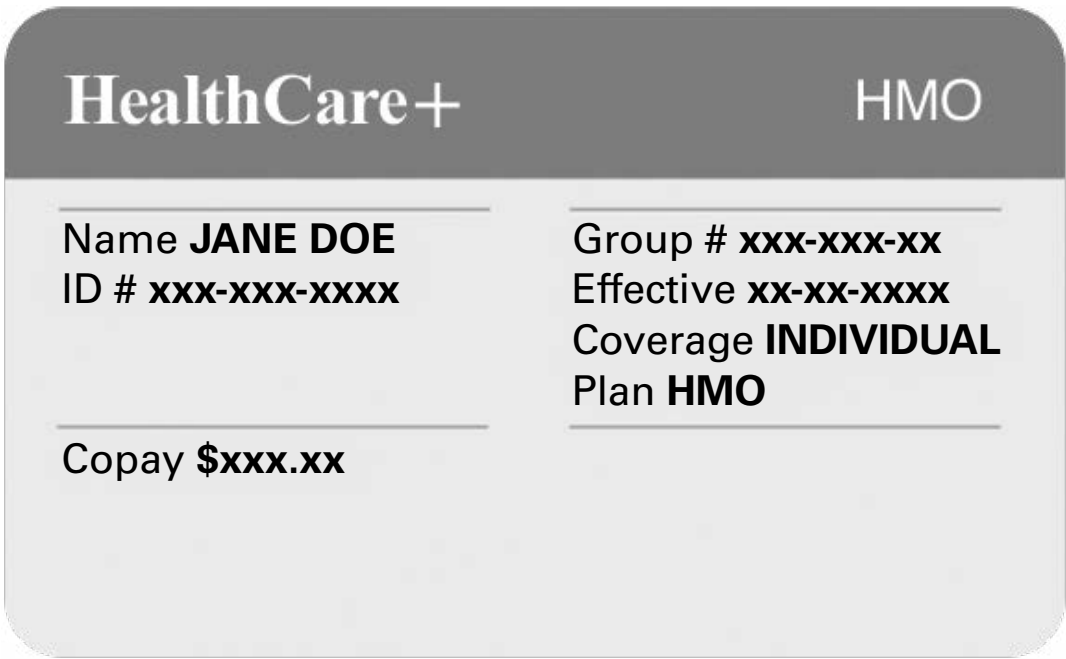 HealthCare+
HMO
Name JANE DOE
ID # xxx-xxx-xxxx
Group # xxx-xxx-xx
Effective xx-xx-xxxx
Coverage INDIVIDUAL
Plan HMO
Copay $xxx.xx